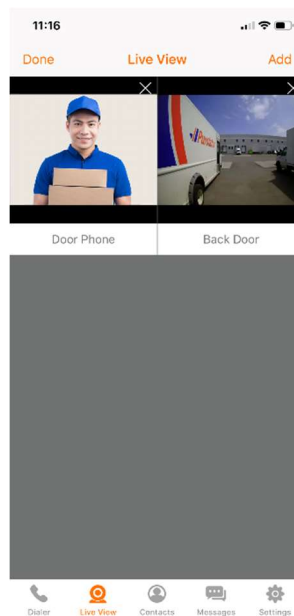 11:16
Done Live View Add
Door Phone Back Door
Dialer Live View Contacts Messages Settings